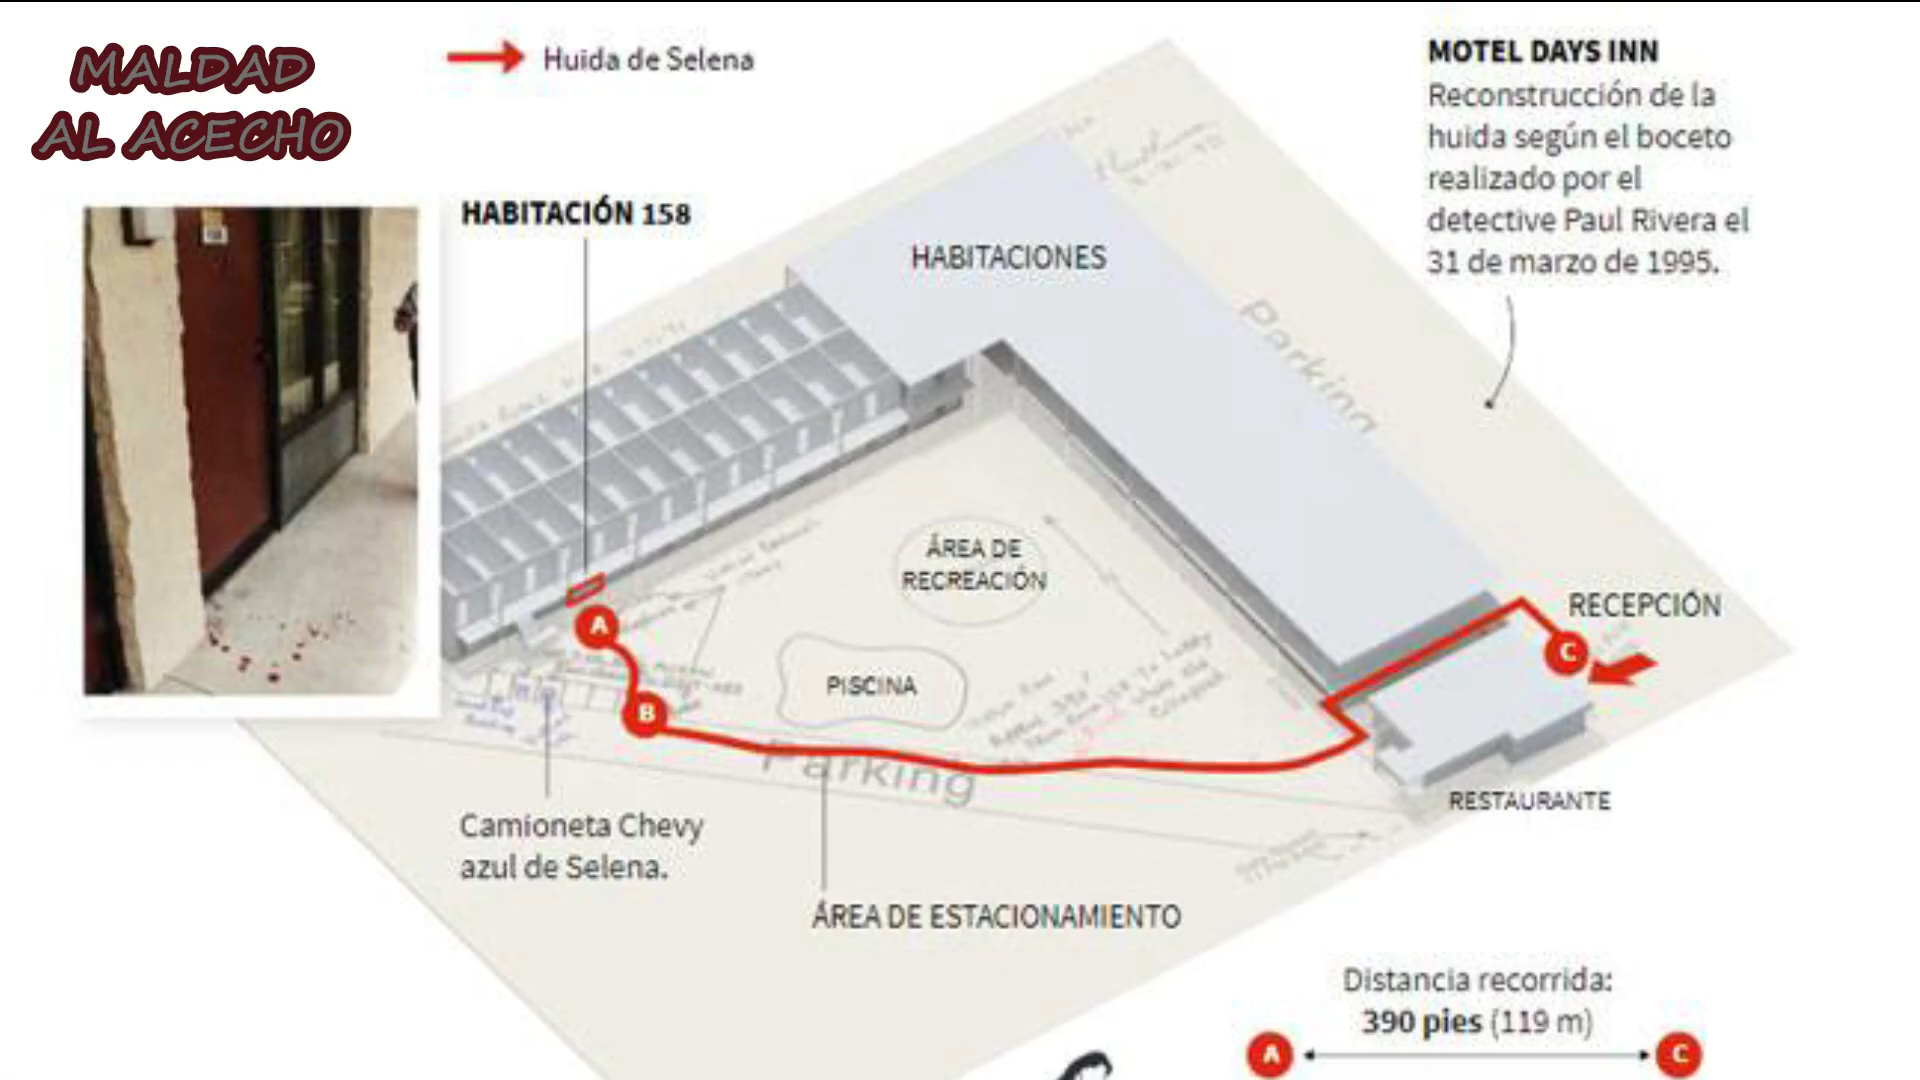 MALDAD
AL ACECHO
Huida de Selena
MOTEL DAYS INN
Reconstrucción de la
huida según el boceto
realizado por el
detective Paul Rivera el
31 de marzo de 1995.
HABITACIÓN 158
HABITACIONES
Parking
ÁREA DE
RECREACIÓN
RECEPCIÓN
A
C
PISCINA
B
Parking
RESTAURANTE
Camioneta Chevy
azul de Selena.
ÁREA DE ESTACIONAMIENTO
Distancia recorrida:
390 pies (119 m)
A
C